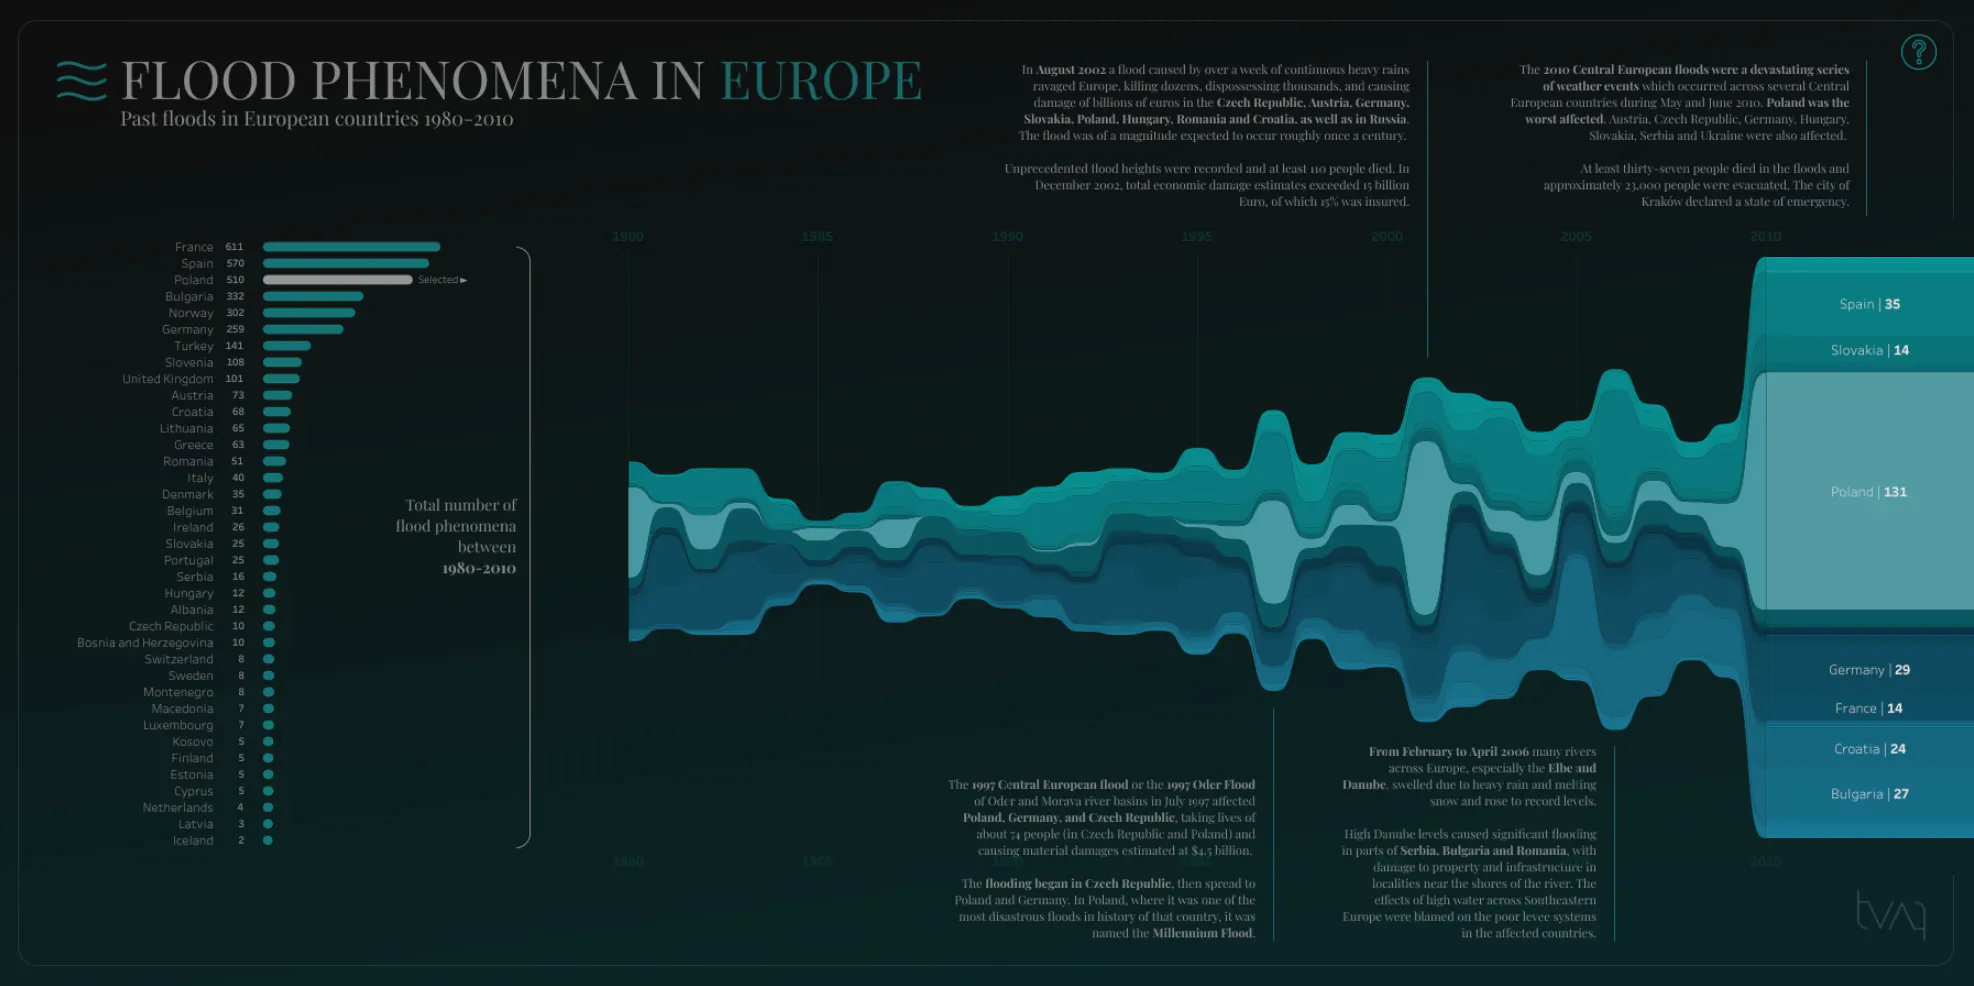 FLOOD PHENOMENA IN EUROPE
Past floods in European countries 1980-2010
In August 2002 a flood caused by over a week of continuous heavy rains
ravaged Europe, killing dozens, dispossessing thousands, and causing
damage of billions of euros in the Czech Republic, Austria, Germany,
Slovakia, Poland, Hungary, Romania and Croatia, as well as in Russia.
The flood was of a magnitude expected to occur roughly once a century.
Unprecedented flood heights were recorded and at least 110 people died. In
December 2002, total economic damage estimates exceeded 15 billion
Euro, of which 15% was insured.
The 2010 Central European floods were a devastating series
of weather events which occurred across several Central
European countries during May and June 2010. Poland was the
worst affected. Austria, Czech Republic, Germany, Hungary,
Slovakia, Serbia and Ukraine were also affected.
At least thirty-seven people died in the floods and
approximately 23,000 people were evacuated. The city of
Kraków declared a state of emergency.
?
France 611
Spain 570
Poland 510 Selected ►
Bulgaria 332
Norway 302
Germany 259
Turkey 141
Slovenia 108
United Kingdom 101
Austria 73
Croatia 68
Lithuania 65
Greece 63
Romania 51
Italy 40
Denmark 35
Belgium 31
Ireland 26
Slovakia 25
Portugal 25
Serbia 16
Hungary 12
Albania 12
Czech Republic 10
Bosnia and Herzegovina 10
Switzerland 8
Sweden 8
Montenegro 8
Macedonia 7
Luxembourg 7
Kosovo 5
Finland 5
Estonia 5
Cyprus 5
Netherlands 4
Latvia 3
Iceland 2
Total number of
flood phenomena
between
1980-2010
1980 1985 1990 1995 2000 2005 2010
Spain | 35
Slovakia | 14
Poland | 131
Germany | 29
France | 14
Croatia | 24
Bulgaria | 27
The 1997 Central European flood or the 1997 Oder Flood
of Oder and Morava river basins in July 1997 affected
Poland, Germany, and Czech Republic, taking lives of
about 74 people (in Czech Republic and Poland) and
causing material damages estimated at $4.5 billion.
The flooding began in Czech Republic, then spread to
Poland and Germany. In Poland, where it was one of the
most disastrous floods in history of that country, it was
named the Millennium Flood.
From February to April 2006 many rivers
across Europe, especially the Elbe and
Danube, swelled due to heavy rain and melting
snow and rose to record levels.
High Danube levels caused significant flooding
in parts of Serbia, Bulgaria and Romania, with
damage to property and infrastructure in
localities near the shores of the river. The
effects of high water across Southeastern
Europe were blamed on the poor levee systems
in the affected countries.
1980 1985 1990 1995 2005 2010
tvaq